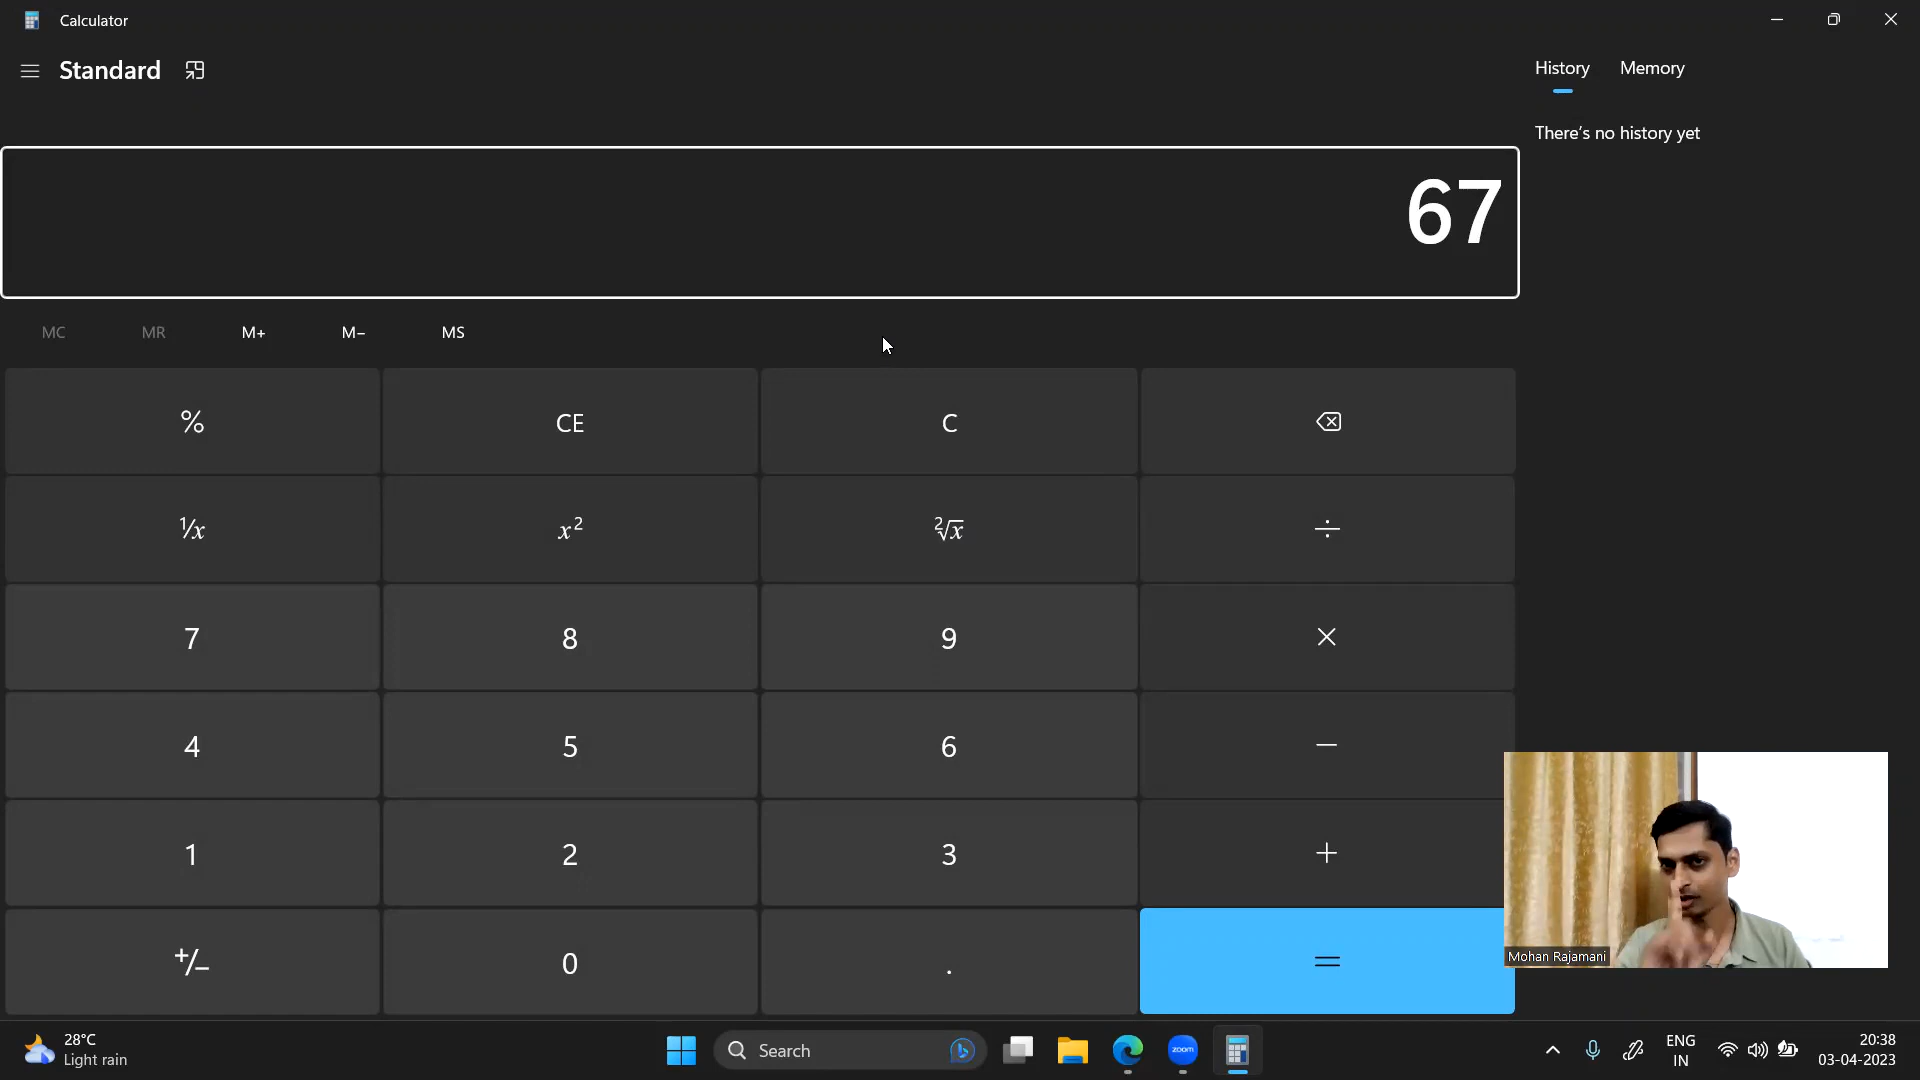 Calculator
Standard
History Memory
There's no history yet
67
MC MR M+ M− MS
% CE C
¹/x x² ²√x ÷
7 8 9 ×
4 5 6 −
1 2 3 +
+/− 0 . =
Mohan Rajamani
28°C
Light rain
Search
zoom
ENG
IN
20:38
03-04-2023